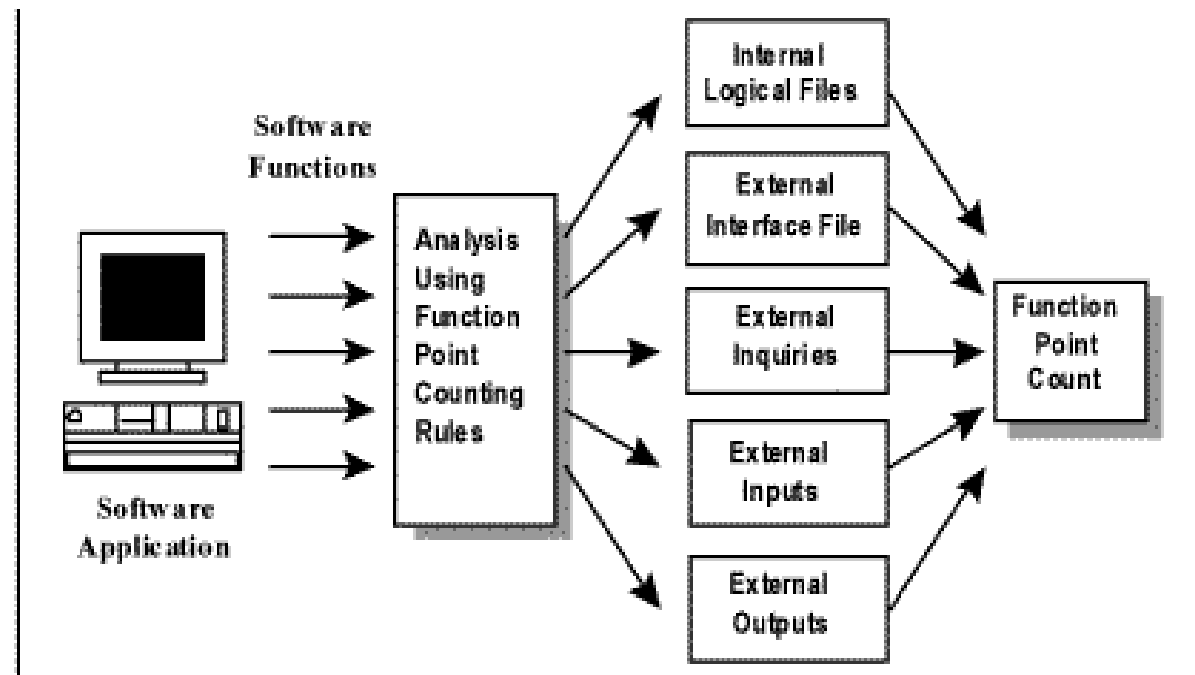 Software
Functions
Software
Application
Analysis
Using
Function
Point
Counting
Rules
Internal
Logical Files
External
Interface File
External
Inquiries
External
Inputs
External
Outputs
Function
Point
Count